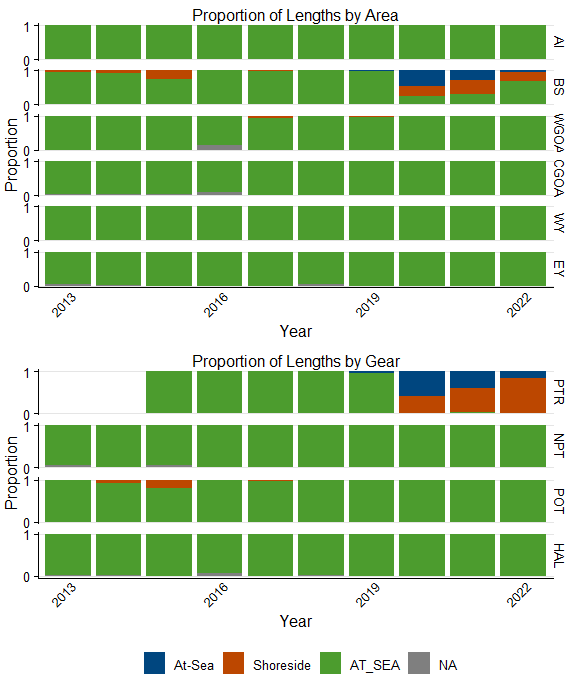 Proportion of Lengths by Area
Proportion
1
0
AI
1
0
BS
1
0
WGOA
1
0
CGOA
1
0
WY
1
0
EY
2013
2016
2019
2022
Year
Proportion of Lengths by Gear
Proportion
1
0
PTR
1
0
NPT
1
0
POT
1
0
HAL
2013
2016
2019
2022
Year
At-Sea
Shoreside
AT_SEA
NA